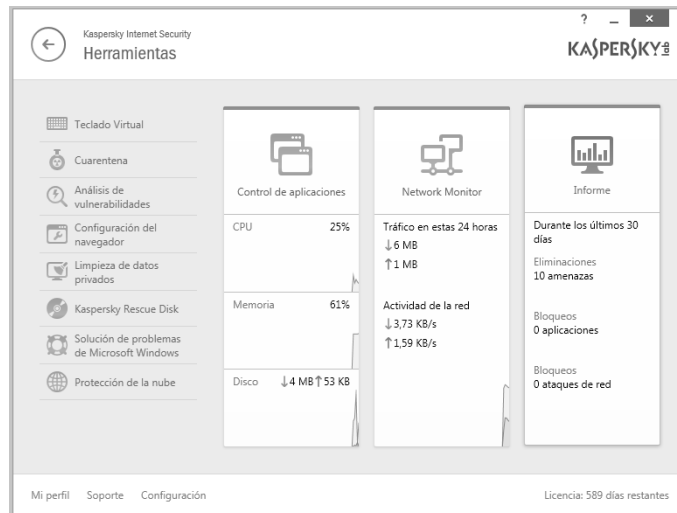 Kaspersky Internet Security
Herramientas
? _ ×
KASPERSKY lab
Teclado Virtual
Cuarentena
Análisis de
vulnerabilidades
Configuración del
navegador
Limpieza de datos
privados
Kaspersky Rescue Disk
Solución de problemas
de Microsoft Windows
Protección de la nube
Control de aplicaciones
CPU 25%
Memoria 61%
Disco ↓4 MB↑53 KB
Network Monitor
Tráfico en estas 24 horas
↓6 MB
↑1 MB
Actividad de la red
↓3,73 KB/s
↑1,59 KB/s
Informe
Durante los últimos 30
días
Eliminaciones
10 amenazas
Bloqueos
0 aplicaciones
Bloqueos
0 ataques de red
Mi perfil Soporte Configuración
Licencia: 589 días restantes